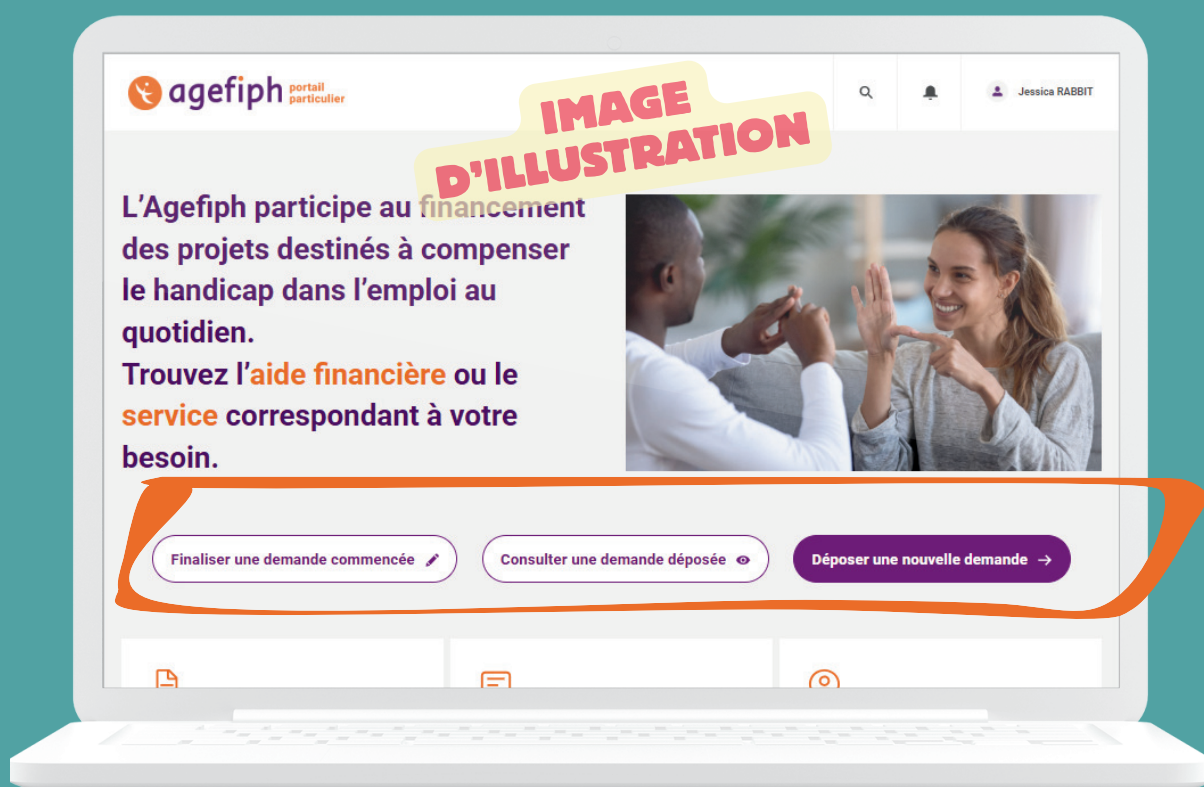 agefiph portail
particulier
IMAGE
D'ILLUSTRATION
Jessica RABBIT
L'Agefiph participe au financement
des projets destinés à compenser
le handicap dans l'emploi au
quotidien.
Trouvez l'aide financière ou le
service correspondant à votre
besoin.
Finaliser une demande commencée
Consulter une demande déposée
Déposer une nouvelle demande →